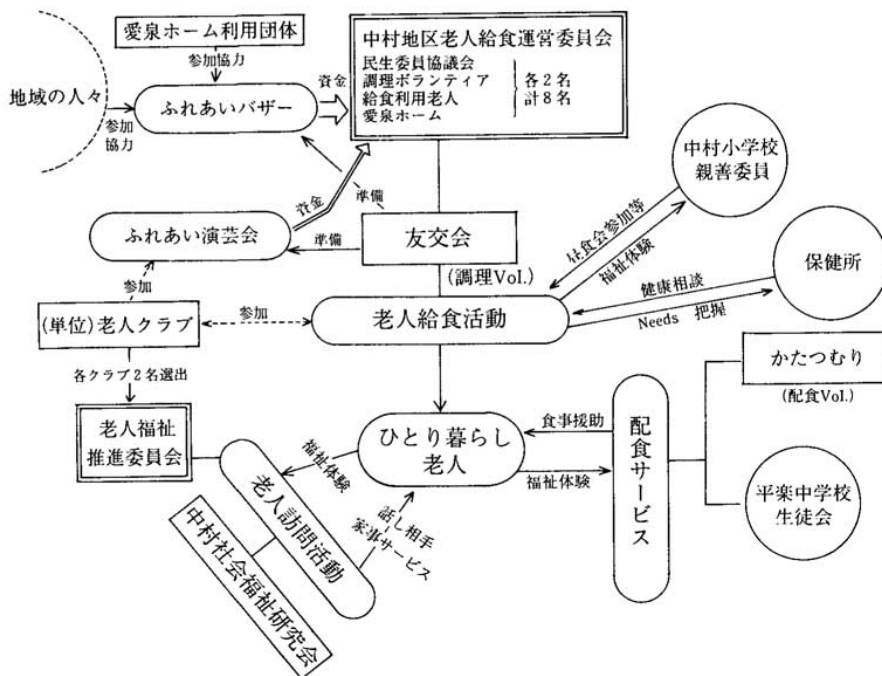 愛泉ホーム利用団体
参加協力
地域の人々
参加
協力
ふれあいバザー
資金
中村地区老人給食運営委員会
民生委員協議会
調理ボランティア
給食利用老人
愛泉ホーム
各2名
計8名
中村小学校
親善委員
資金
準備
ふれあい演芸会
準備
友交会
(調理Vol.)
昼食会参加等
福祉体験
保健所
健康相談
Needs 把握
参加
(単位)老人クラブ
参加
老人給食活動
各クラブ2名選出
かたつむり
(配食Vol.)
老人福祉
推進委員会
ひとり暮らし
老人
食事援助
福祉体験
配食サービス
平楽中学校
生徒会
福祉体験
老人訪問活動
話し相手
家事サービス
中村社会福祉研究会